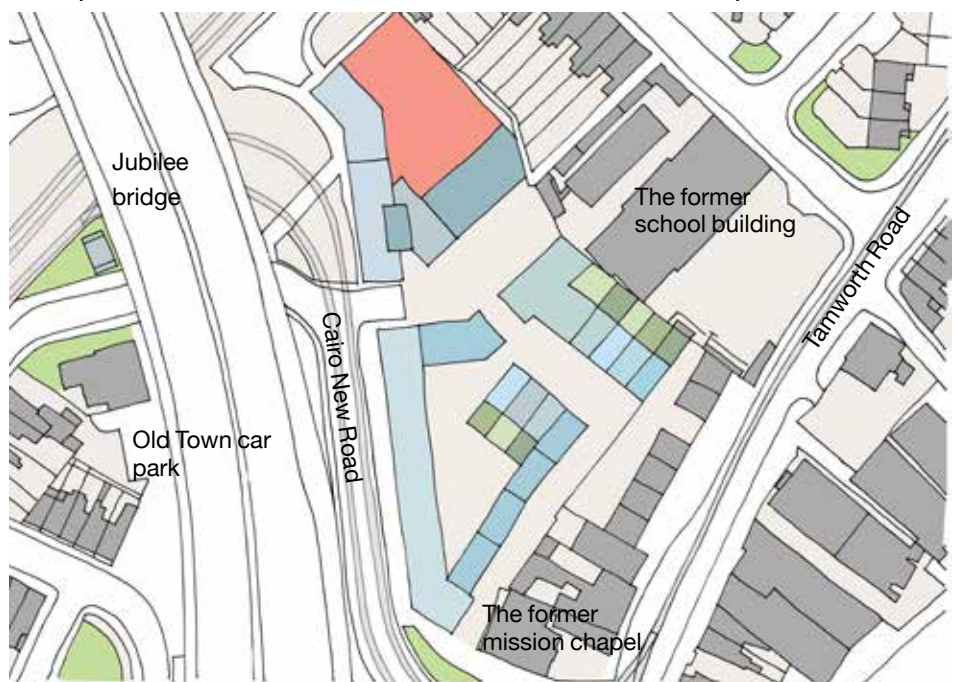 Jubilee
bridge
The former
school building
Tamworth Road
Cairo New Road
Old Town car
park
The former
mission chapel